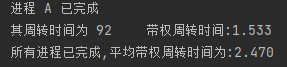 进程 A 已完成
其周转时间为 92    带权周转时间:1.533
所有进程已完成,平均带权周转时间:2.470